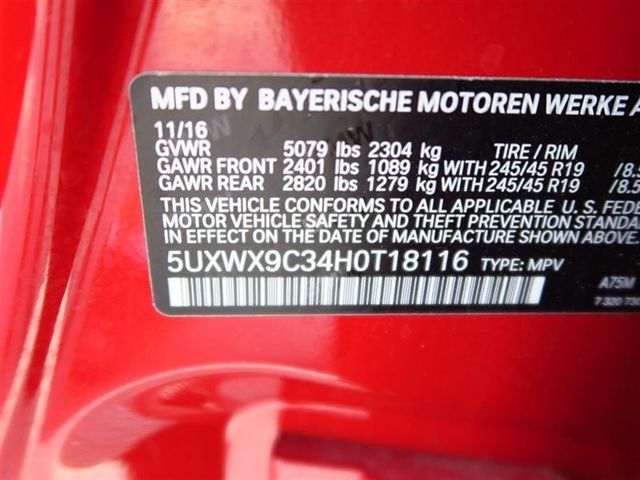 MFD BY BAYERISCHE MOTOREN WERKE
11/16
GVWR 5079 lbs 2304 kg TIRE / RIM
GAWR FRONT 2401 lbs 1089 kg WITH 245/45 R19
GAWR REAR 2820 lbs 1279 kg WITH 245/45 R19
THIS VEHICLE CONFORMS TO ALL APPLICABLE U. S.
MOTOR VEHICLE SAFETY AND THEFT PREVENTION
IN EFFECT ON THE DATE OF MANUFACTURE SHOWN ABOVE
5UXWX9C34H0T18116 TYPE: MPV
A75M
7 320